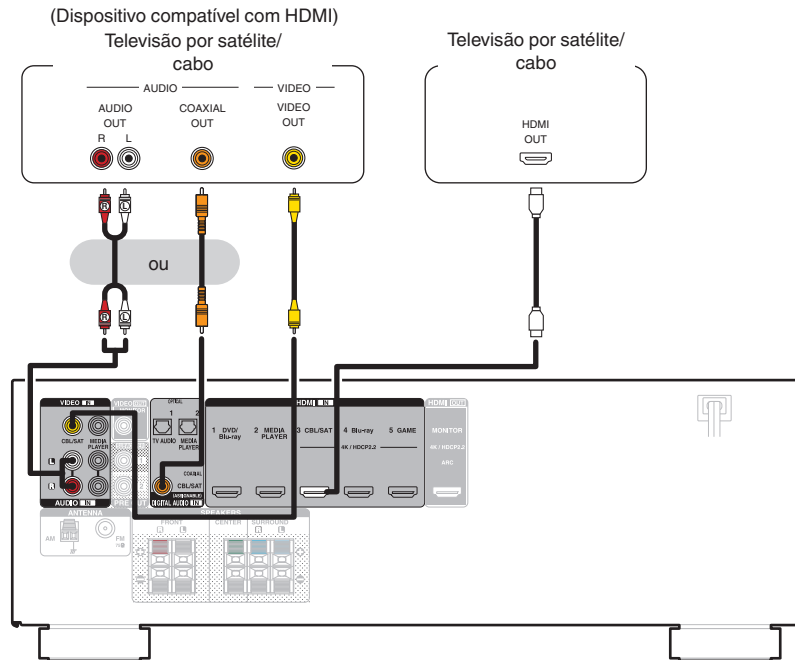 (Dispositivo compatível com HDMI)
Televisão por satélite/
cabo
AUDIO
VIDEO
AUDIO
OUT
R L
COAXIAL
OUT
VIDEO
OUT
Televisão por satélite/
cabo
HDMI
OUT
R L
ou
R L
VIDEO IN
CBL/SAT
MEDIA
PLAYER
L
R
AUDIO IN
VIDEO
MONITOR
PRE
OPTICAL
1 2
TV AUDIO
MEDIA
PLAYER
COAXIAL
CBL/SAT
(ASSIGNABLE)
DIGITAL AUDIO IN
HDMI IN
1 DVD/
Blu-ray
2 MEDIA
PLAYER
3 CBL/SAT
4 Blu-ray
5 GAME
4K / HDCP2.2
HDMI OUT
MONITOR
4K / HDCP2.2
ARC
ANTENNA
AM
FM
SPEAKERS
FRONT
R L
CENTER
SURROUND
R L